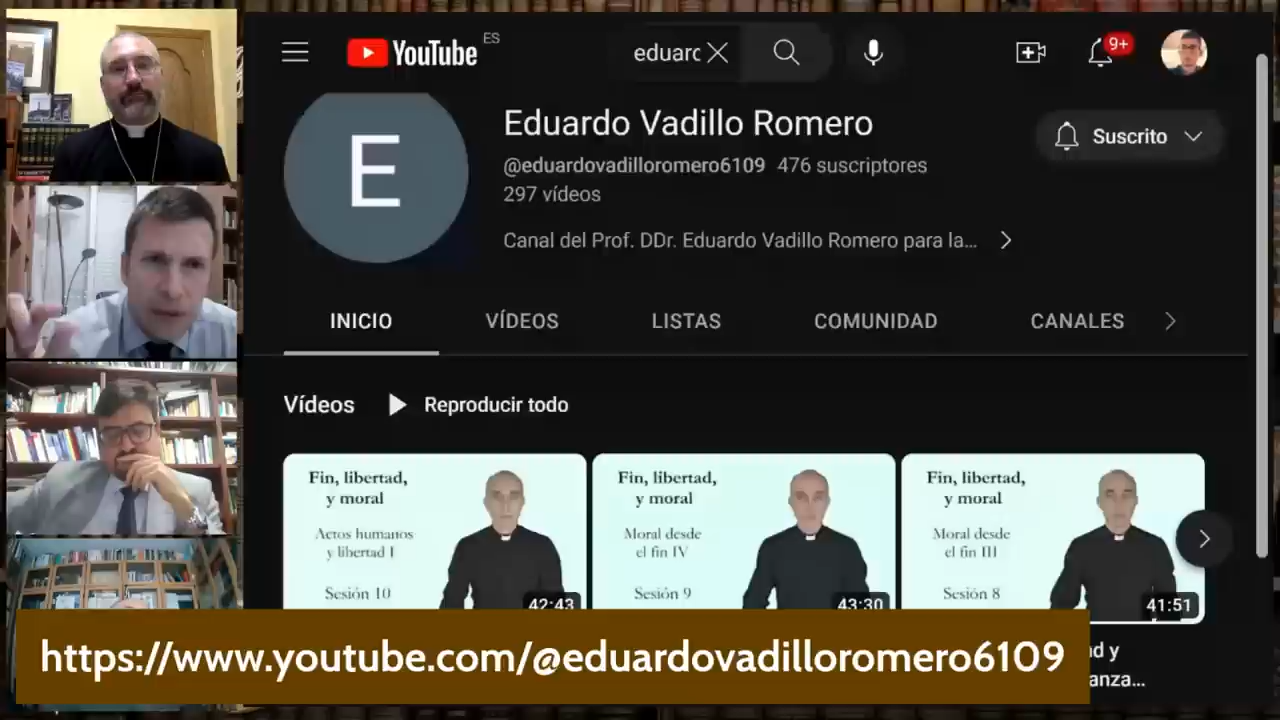 YouTube ES
eduarc
9+
E
Eduardo Vadillo Romero
@eduardovadilloromero6109 476 suscriptores
297 vídeos
Canal del Prof. DDr. Eduardo Vadillo Romero para la...
Suscrito
INICIO VÍDEOS LISTAS COMUNIDAD CANALES
Vídeos Reproducir todo
Fin, libertad,
y moral
Actos humanos
y libertad I
Sesión 10
42:43
Fin, libertad,
y moral
Moral desde
el fin IV
Sesión 9
43:30
Fin, libertad,
y moral
Moral desde
el fin III
Sesión 8
41:51
https://www.youtube.com/@eduardovadilloromero6109